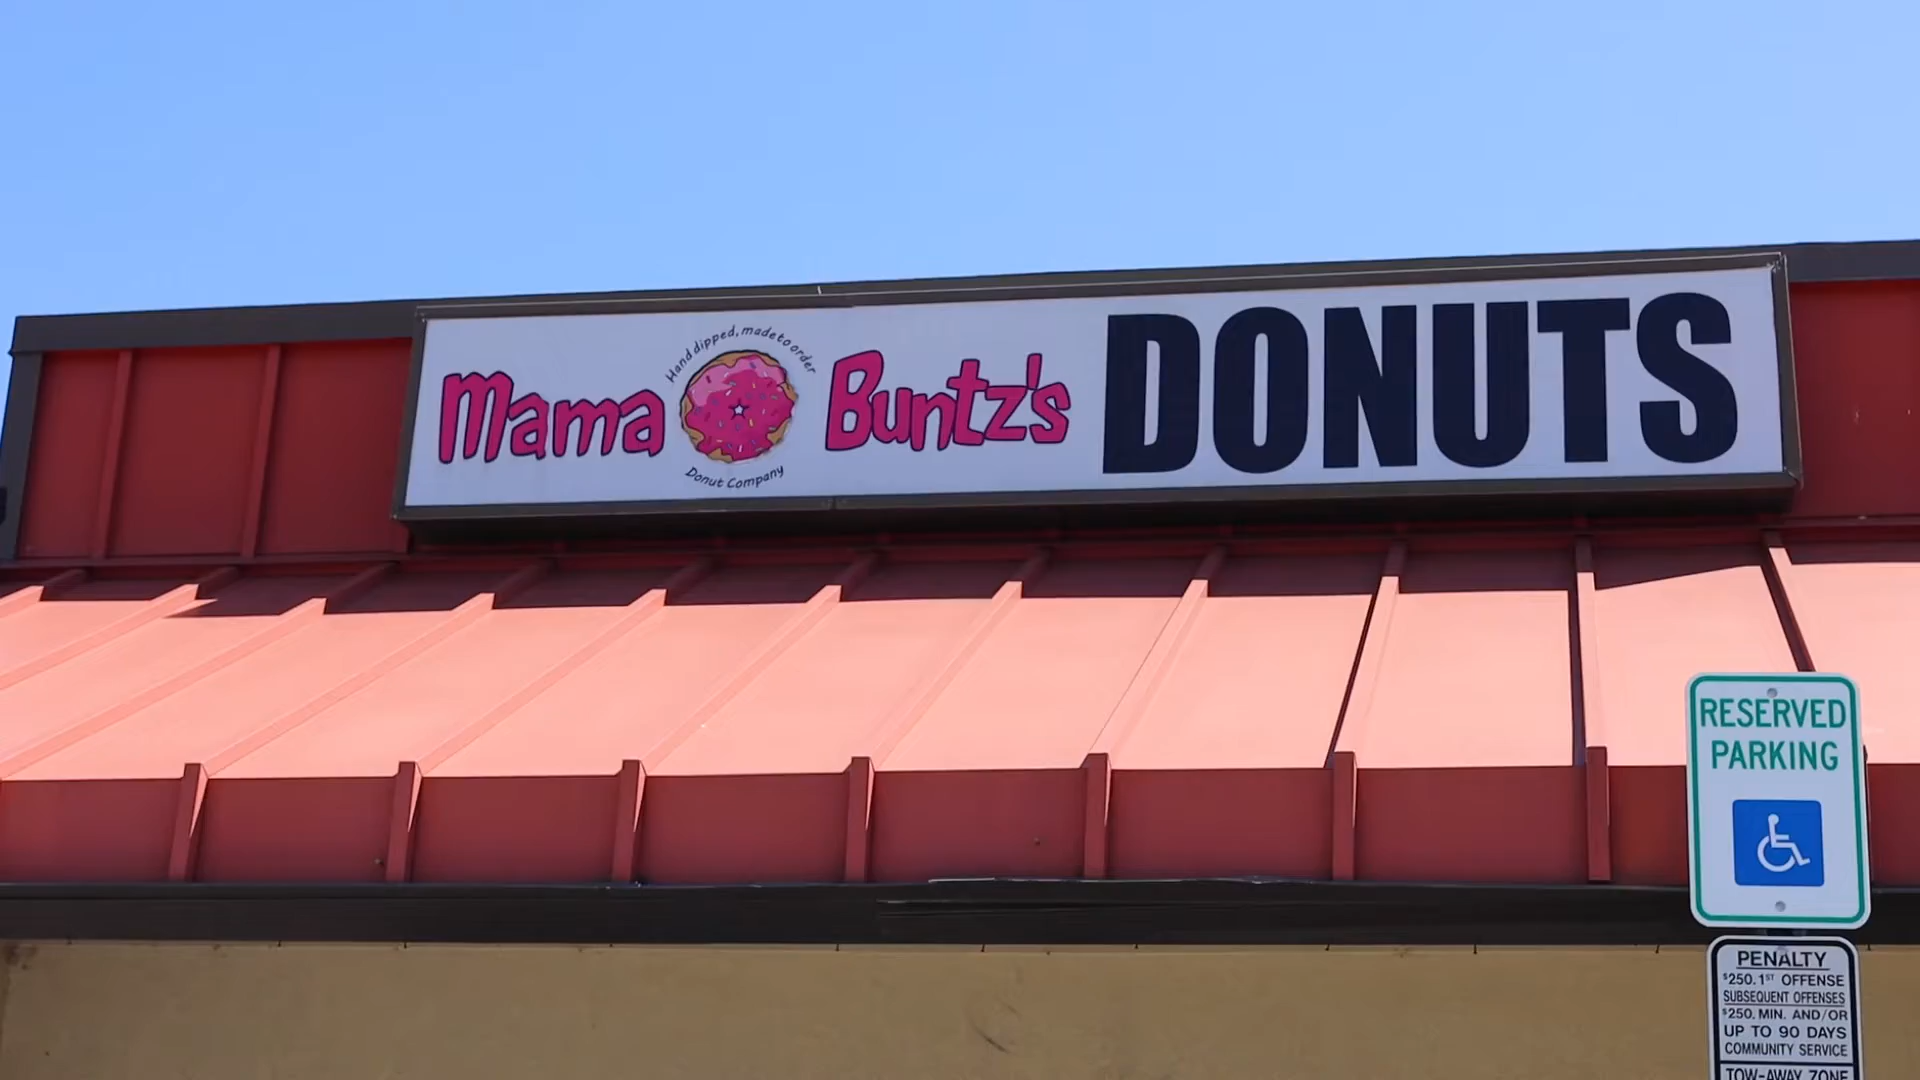 Mama Buntz's DONUTS
Hand dipped, made to order
Donut Company
RESERVED
PARKING
PENALTY
$250. 1ST OFFENSE
SUBSEQUENT OFFENSES
$250. MIN. AND/OR
UP TO 90 DAYS
COMMUNITY SERVICE
TOW-AWAY ZONE